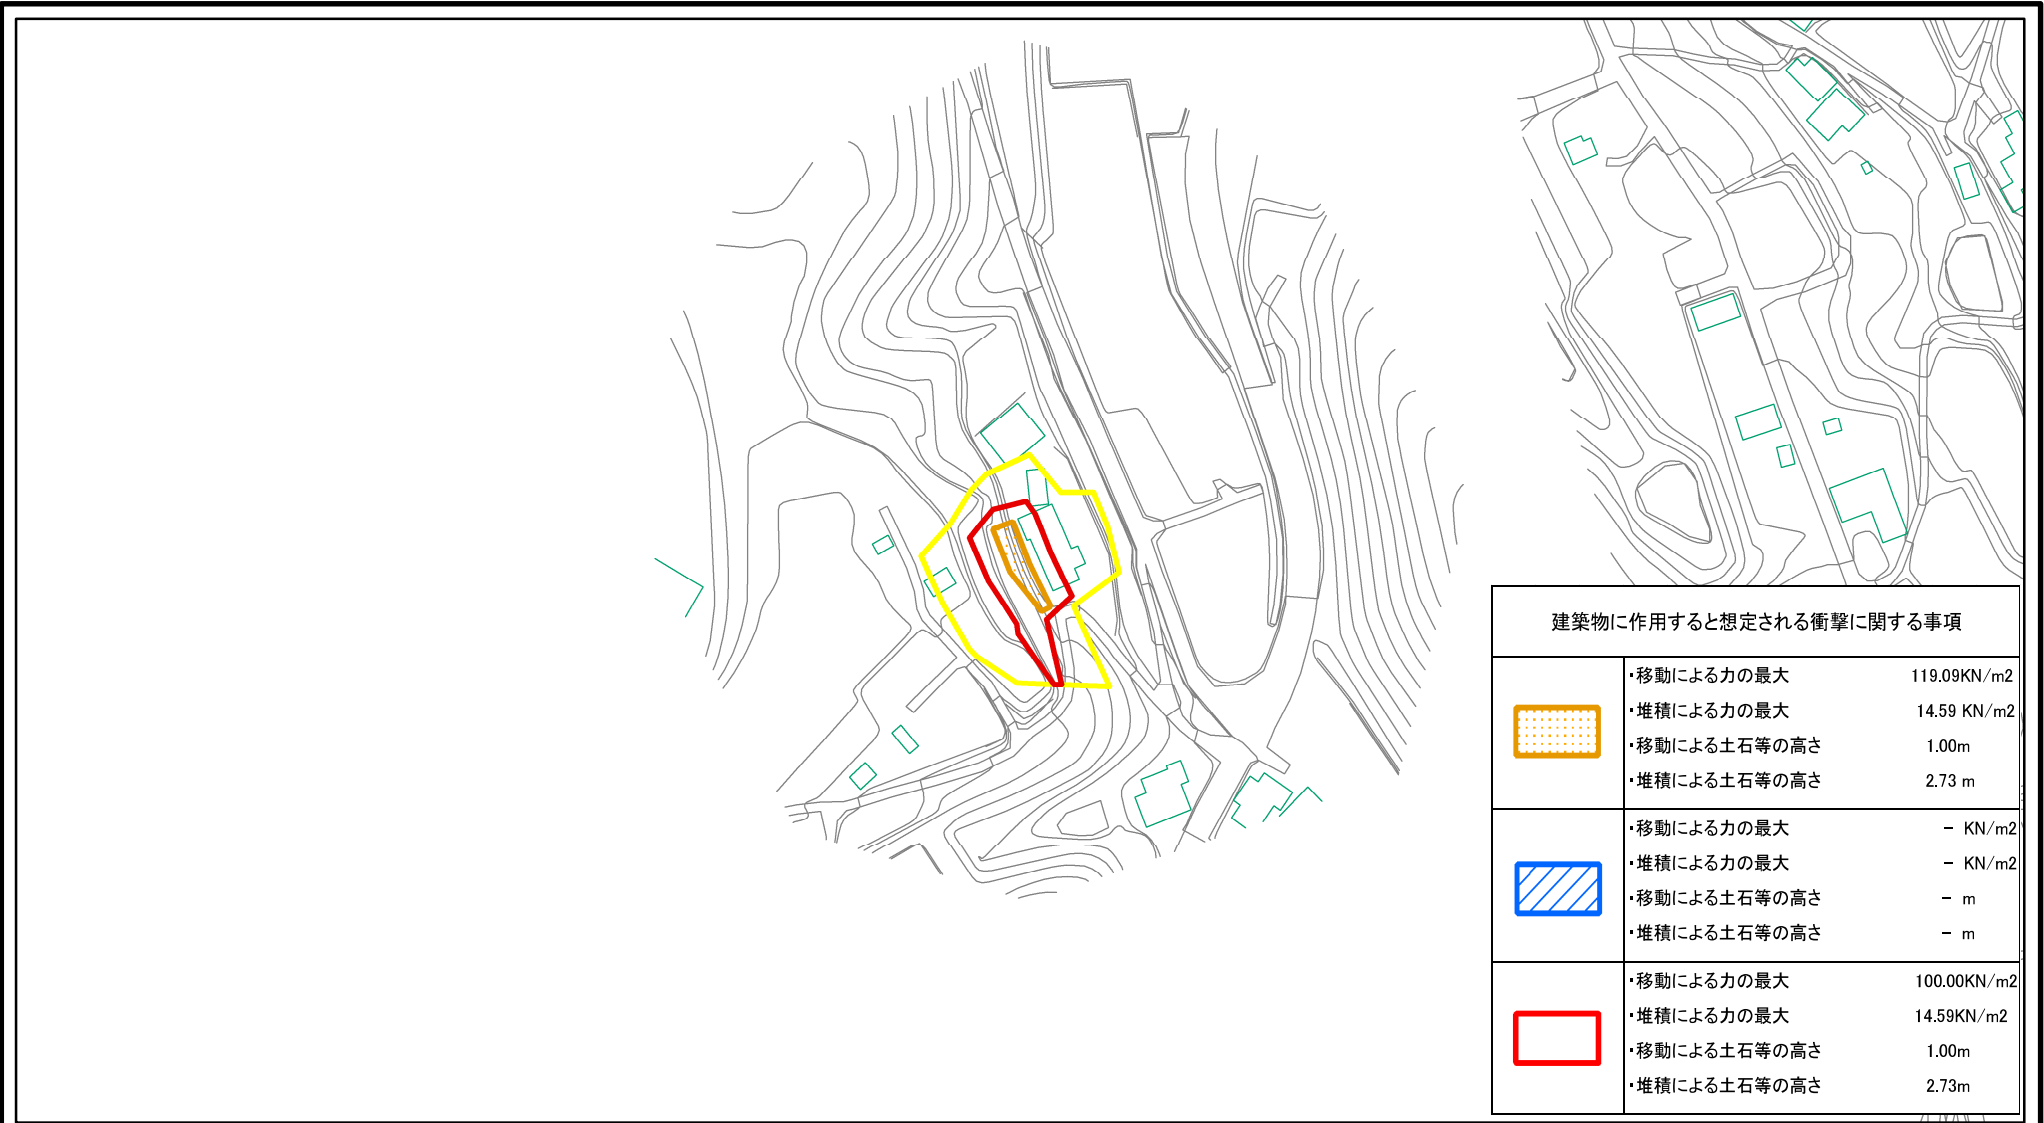 建築物に作用すると想定される衝撃に関する事項
・移動による力の最大 119.09KN/m2
・堆積による力の最大 14.59 KN/m2
・移動による土石等の高さ 1.00m
・堆積による土石等の高さ 2.73 m
・移動による力の最大 － KN/m2
・堆積による力の最大 － KN/m2
・移動による土石等の高さ － m
・堆積による土石等の高さ － m
・移動による力の最大 100.00KN/m2
・堆積による力の最大 14.59KN/m2
・移動による土石等の高さ 1.00m
・堆積による土石等の高さ 2.73m